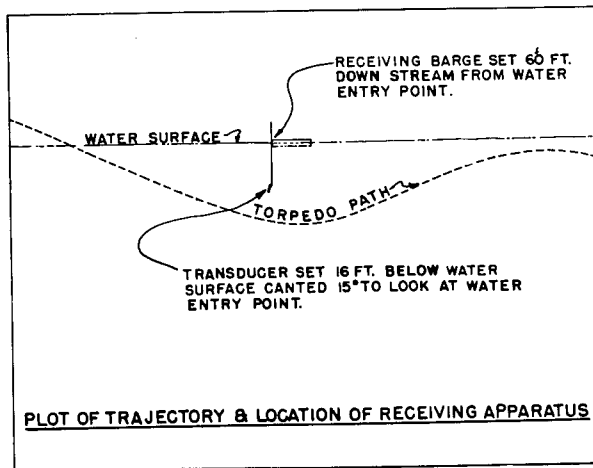 RECEIVING BARGE SET 60 FT.
DOWN STREAM FROM WATER
ENTRY POINT.
WATER SURFACE
TORPEDO PATH
TRANSDUCER SET 16 FT. BELOW WATER
SURFACE CANTED 15° TO LOOK AT WATER
ENTRY POINT.
PLOT OF TRAJECTORY & LOCATION OF RECEIVING APPARATUS